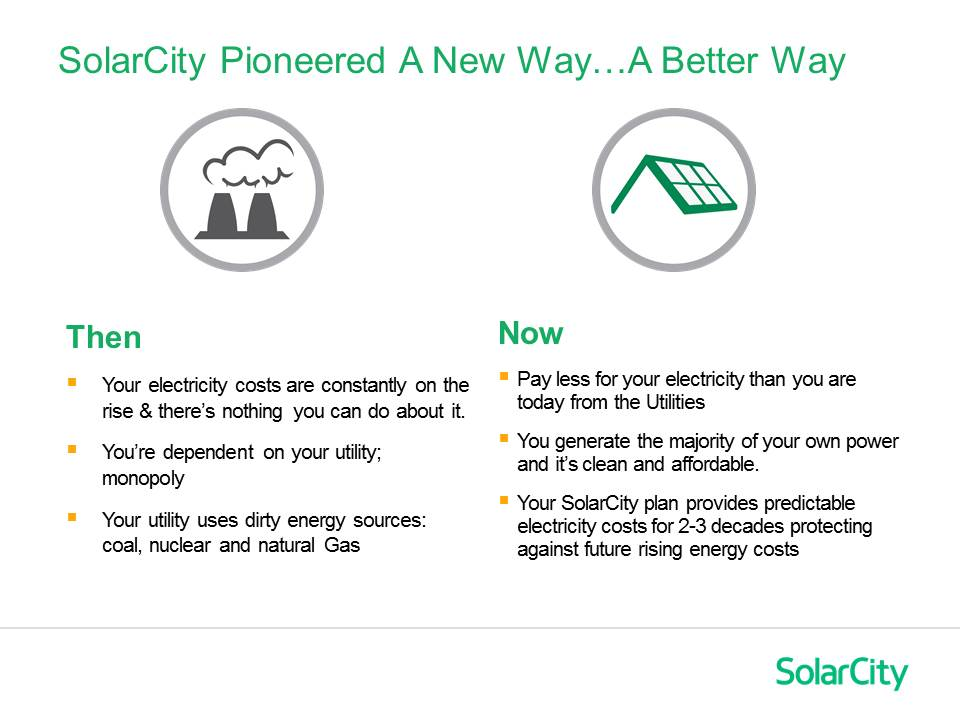 SolarCity Pioneered A New Way…A Better Way
Then
Your electricity costs are constantly on the
rise & there’s nothing you can do about it.
You’re dependent on your utility;
monopoly
Your utility uses dirty energy sources:
coal, nuclear and natural Gas
Now
Pay less for your electricity than you are
today from the Utilities
You generate the majority of your own power
and it’s clean and affordable.
Your SolarCity plan provides predictable
electricity costs for 2-3 decades protecting
against future rising energy costs
SolarCity